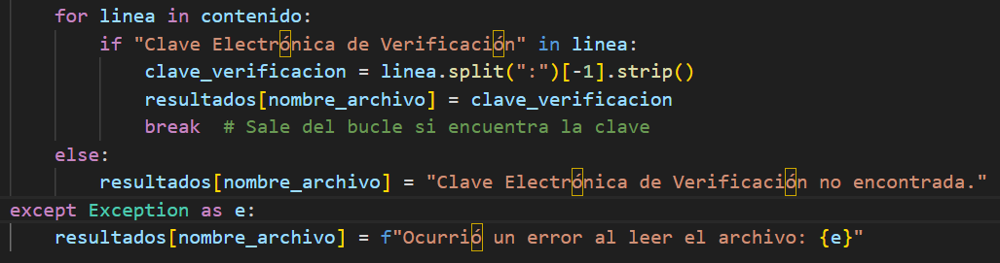 for linea in contenido:
if "Clave Electrónica de Verificación" in linea:
clave_verificacion = linea.split(":")[-1].strip()
resultados[nombre_archivo] = clave_verificacion
break  # Sale del bucle si encuentra la clave
else:
resultados[nombre_archivo] = "Clave Electrónica de Verificación no encontrada."
except Exception as e:
resultados[nombre_archivo] = f"Ocurrió un error al leer el archivo: {e}"